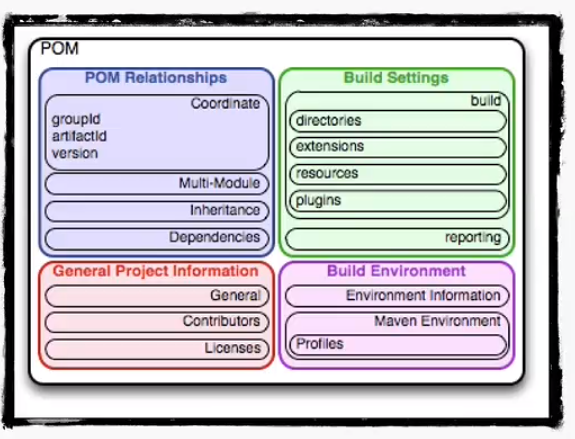 POM
POM Relationships
Coordinate
groupId
artifactId
version
Multi-Module
Inheritance
Dependencies
Build Settings
build
directories
extensions
resources
plugins
reporting
General Project Information
General
Contributors
Licenses
Build Environment
Environment Information
Maven Environment
Profiles